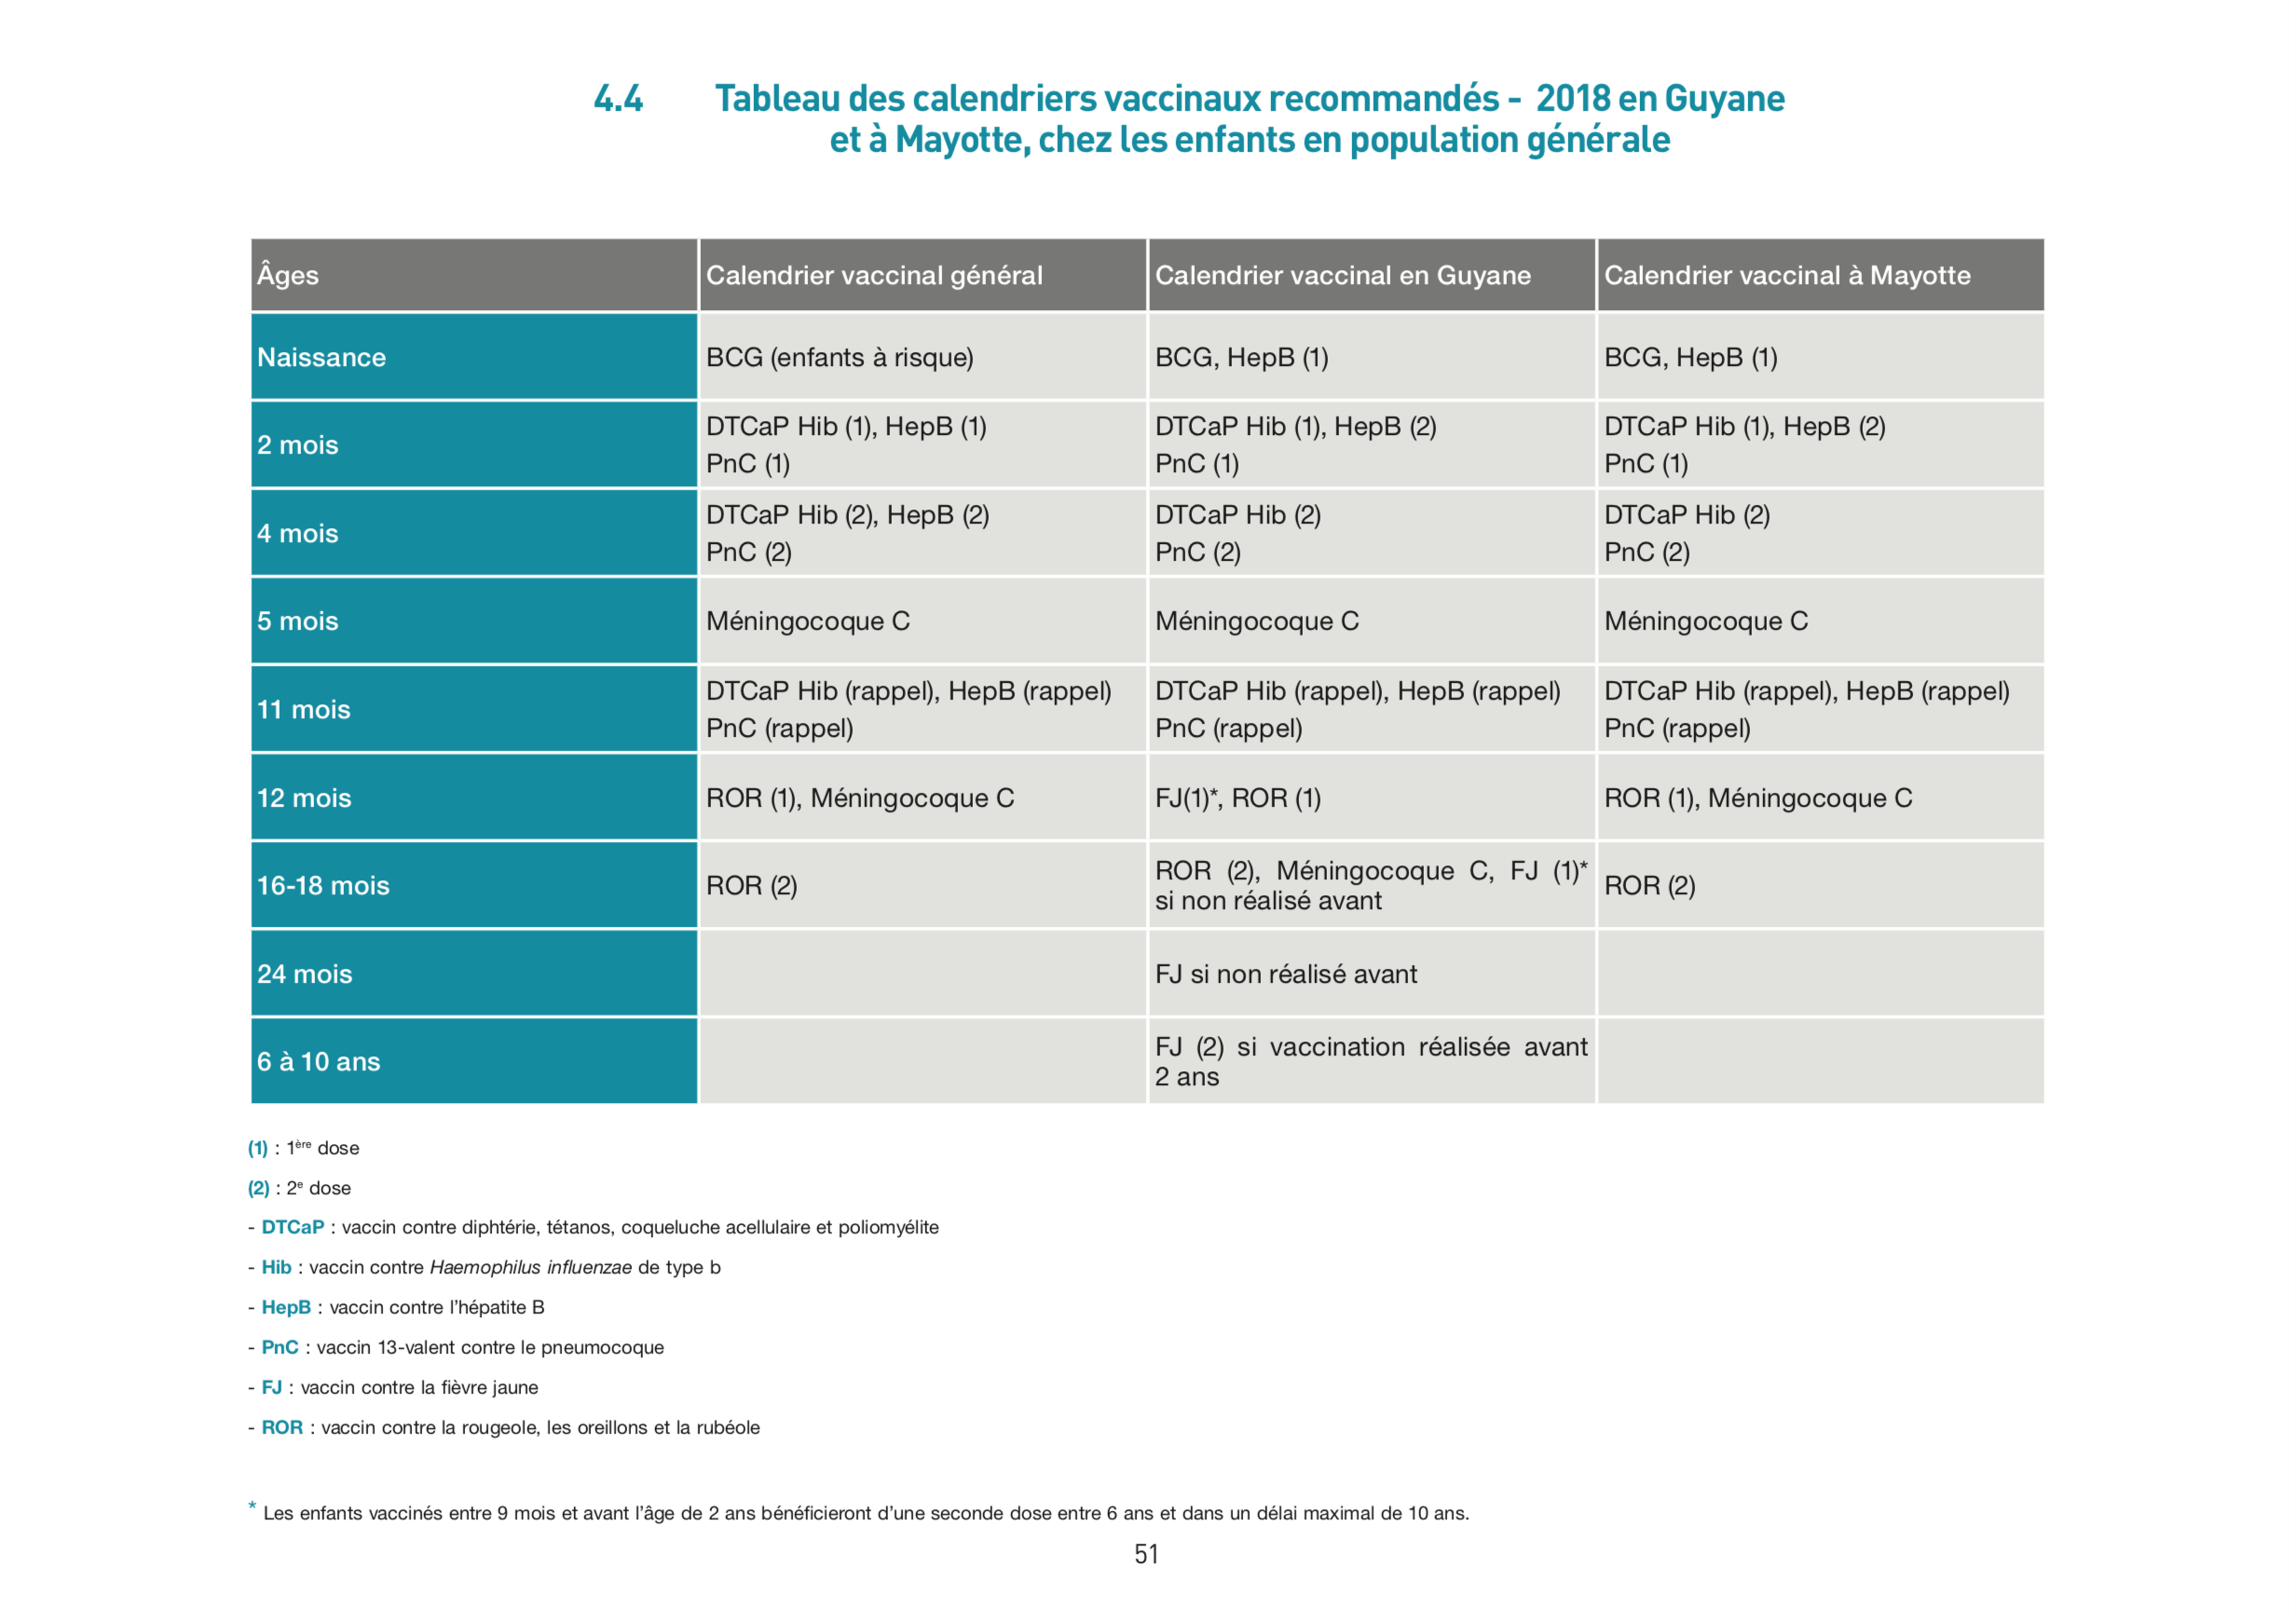 4.4 Tableau des calendriers vaccinaux recommandés - 2018 en Guyane
et à Mayotte, chez les enfants en population générale
Âges Calendrier vaccinal général Calendrier vaccinal en Guyane Calendrier vaccinal à Mayotte
Naissance BCG (enfants à risque) BCG, HepB (1) BCG, HepB (1)
2 mois
DTCaP Hib (1), HepB (1)
PnC (1)
DTCaP Hib (1), HepB (2)
PnC (1)
DTCaP Hib (1), HepB (2)
PnC (1)
4 mois
DTCaP Hib (2), HepB (2)
PnC (2)
DTCaP Hib (2)
PnC (2)
DTCaP Hib (2)
PnC (2)
5 mois Méningocoque C Méningocoque C Méningocoque C
11 mois
DTCaP Hib (rappel), HepB (rappel)
PnC (rappel)
DTCaP Hib (rappel), HepB (rappel)
PnC (rappel)
DTCaP Hib (rappel), HepB (rappel)
PnC (rappel)
12 mois ROR (1), Méningocoque C FJ(1)*, ROR (1) ROR (1), Méningocoque C
16-18 mois
ROR (2)
ROR (2), Méningocoque C, FJ (1)*
si non réalisé avant
ROR (2)
24 mois FJ si non réalisé avant
6 à 10 ans
FJ (2) si vaccination réalisée avant
2 ans
(1) : 1ère dose
(2) : 2e dose
- DTCaP : vaccin contre diphtérie, tétanos, coqueluche acellulaire et poliomyélite
- Hib : vaccin contre Haemophilus influenzae de type b
- HepB : vaccin contre l'hépatite B
- PnC : vaccin 13-valent contre le pneumocoque
- FJ : vaccin contre la fièvre jaune
- ROR : vaccin contre la rougeole, les oreillons et la rubéole
* Les enfants vaccinés entre 9 mois et avant l'âge de 2 ans bénéficieront d'une seconde dose entre 6 ans et dans un délai maximal de 10 ans.
51